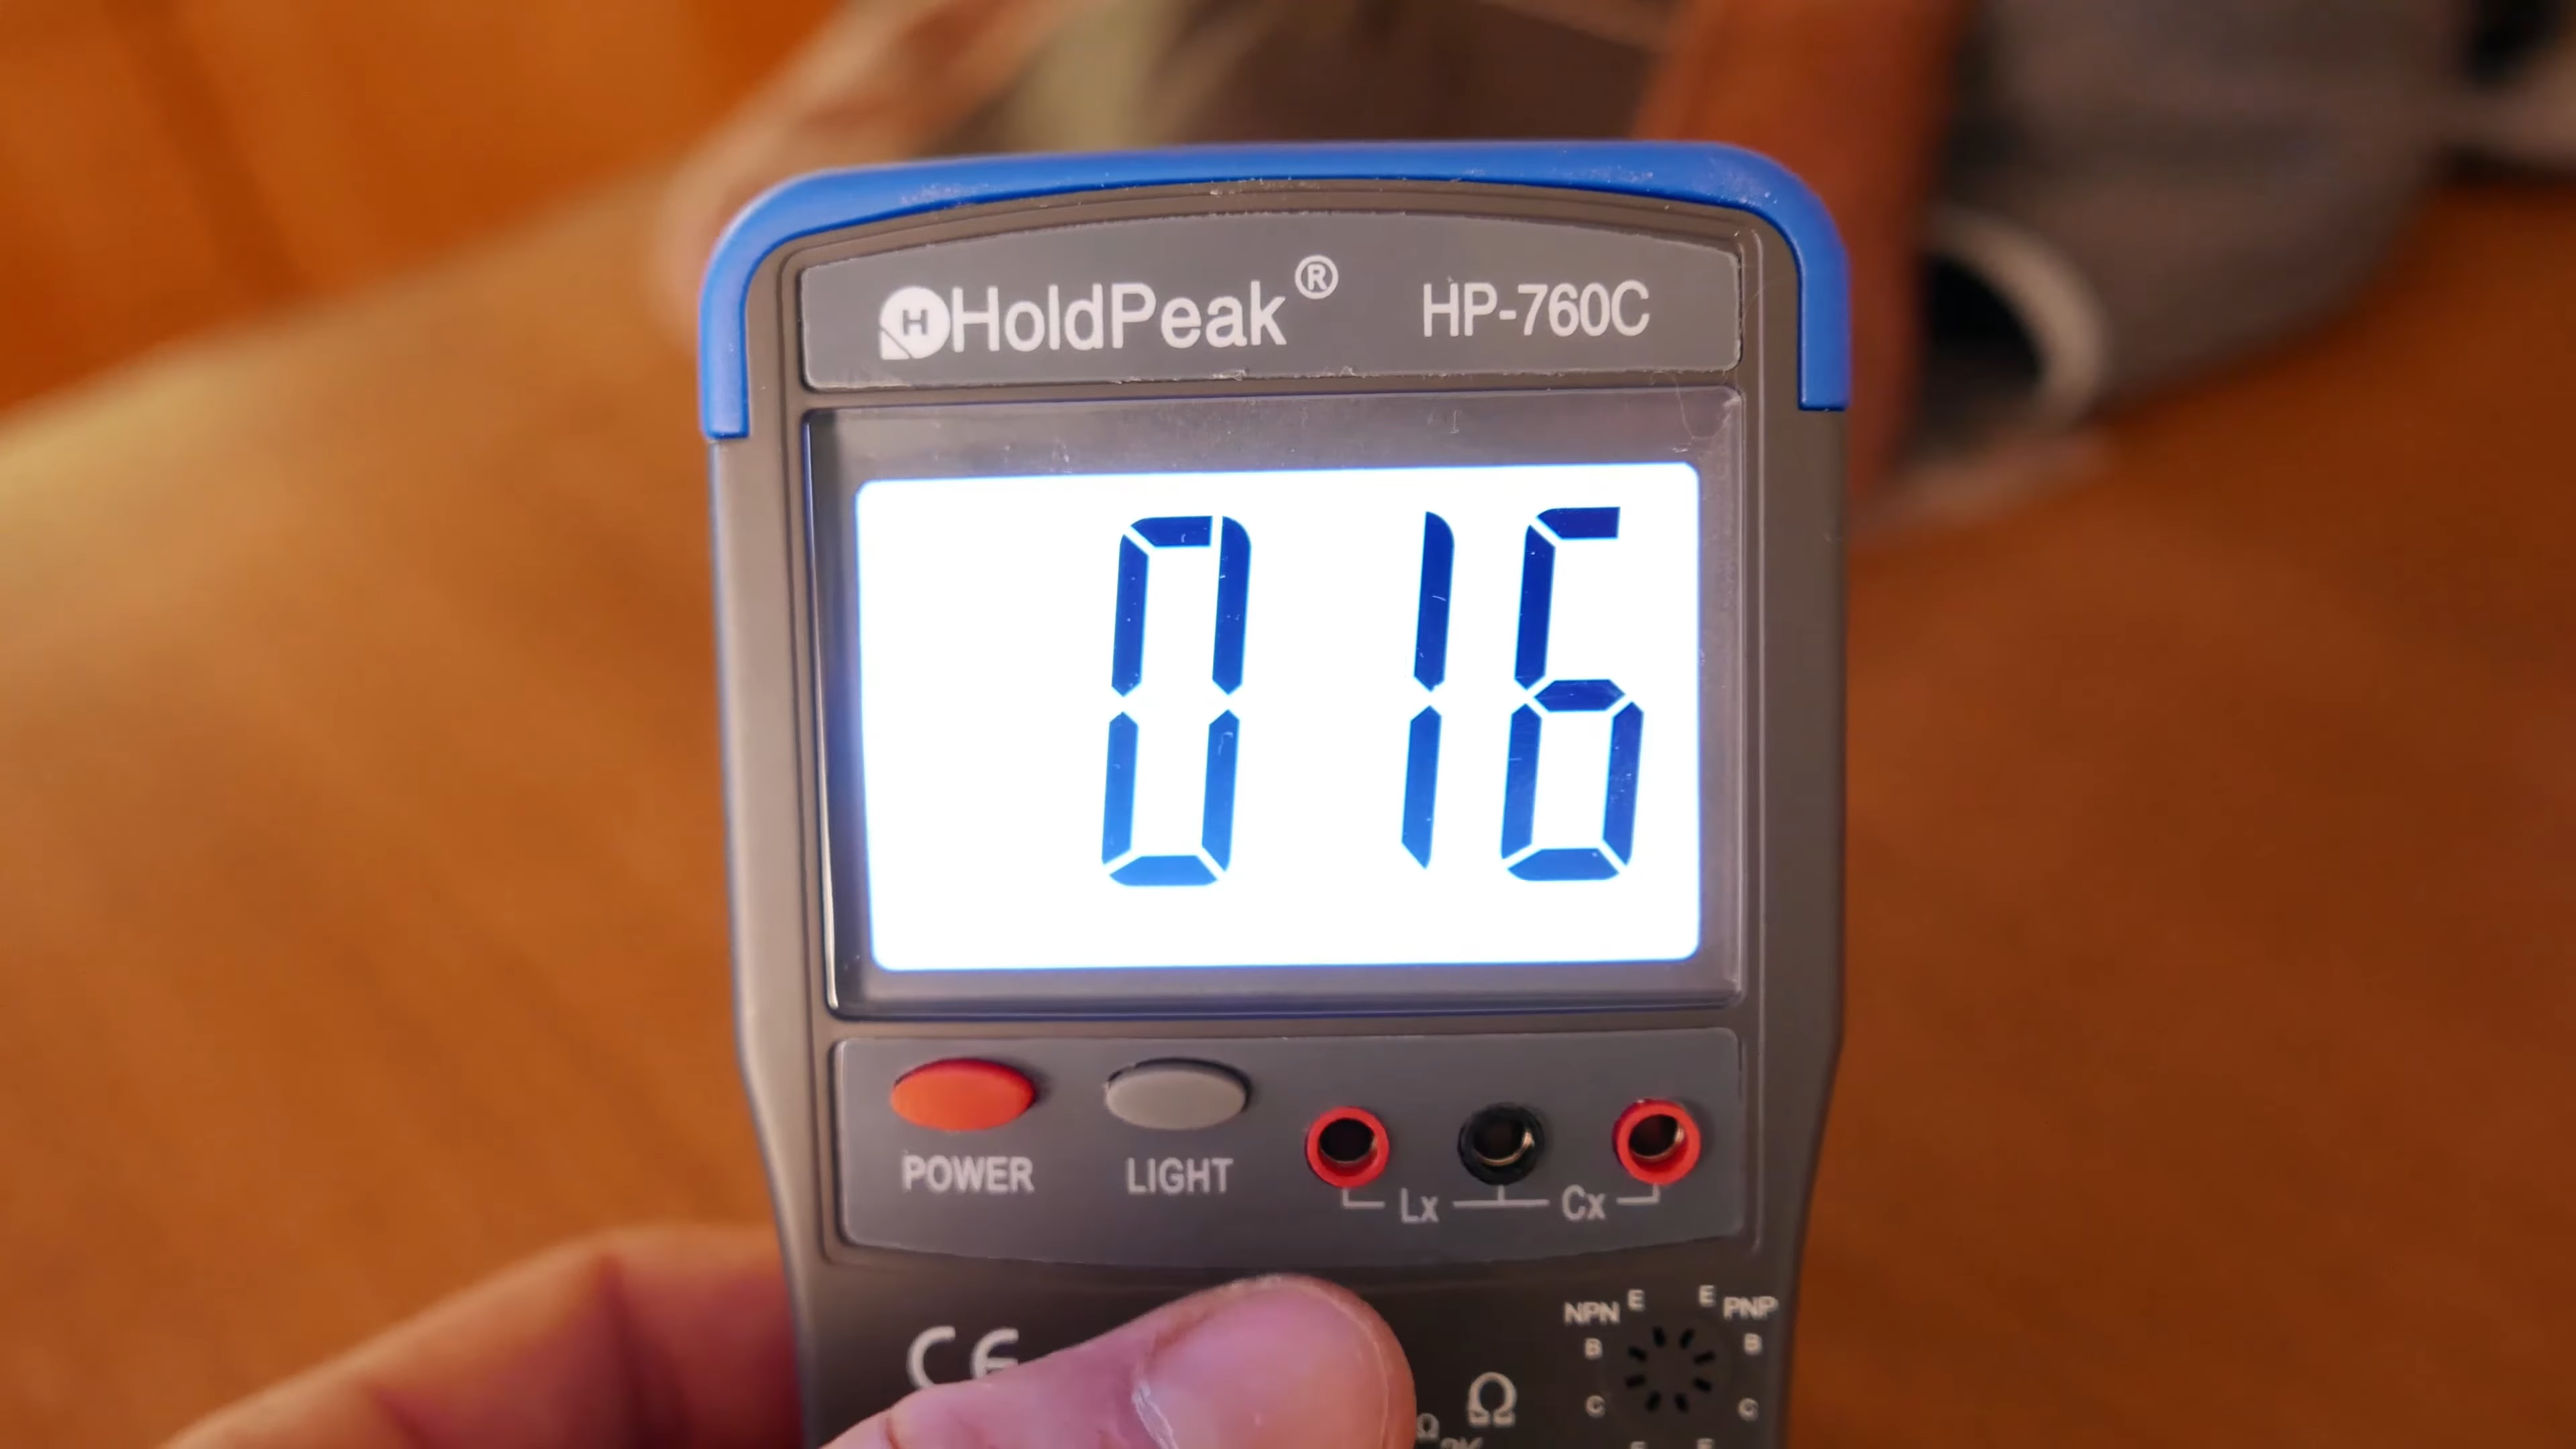 HoldPeak® HP-760C
016
POWER LIGHT Lx Cx
CE
NPN E E PNP
B B
C C
Ω Ω